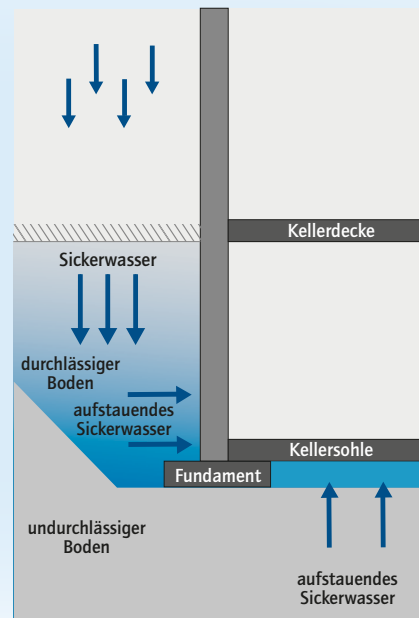 Kellerdecke
Sickerwasser
durchlässiger
Boden
aufstauendes
Sickerwasser
Kellersohle
Fundament
undurchlässiger
Boden
aufstauendes
Sickerwasser